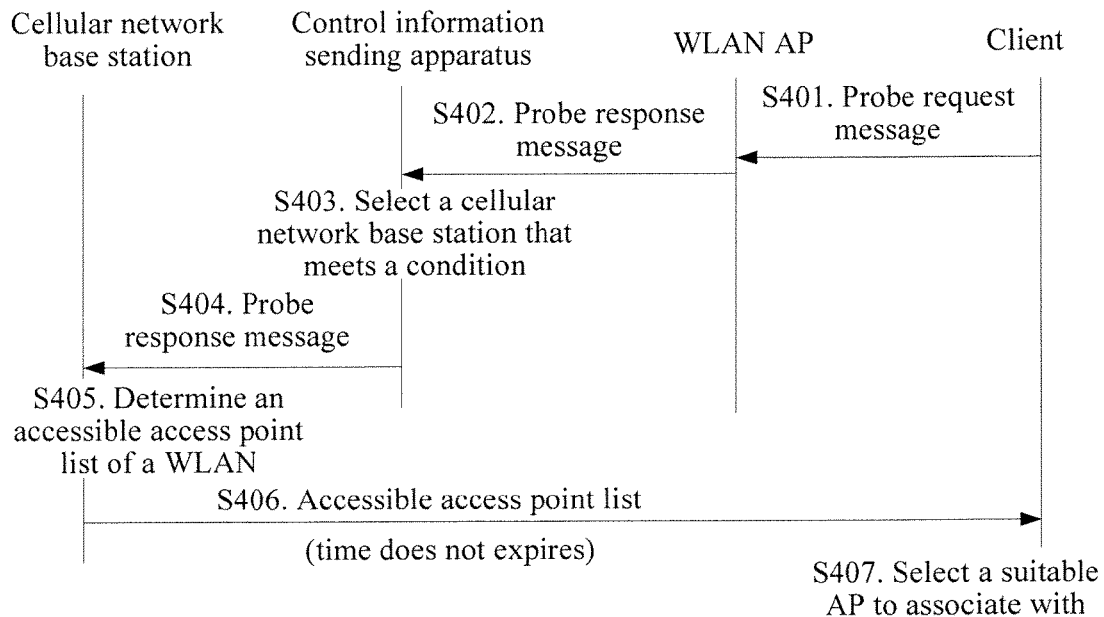 Cellular network
base station
Control information
sending apparatus
WLAN AP
Client
S401. Probe request
message
S402. Probe response
message
S403. Select a cellular
network base station that
meets a condition
S404. Probe
response message
S405. Determine an
accessible access point
list of a WLAN
S406. Accessible access point list
(time does not expires)
S407. Select a suitable
AP to associate with